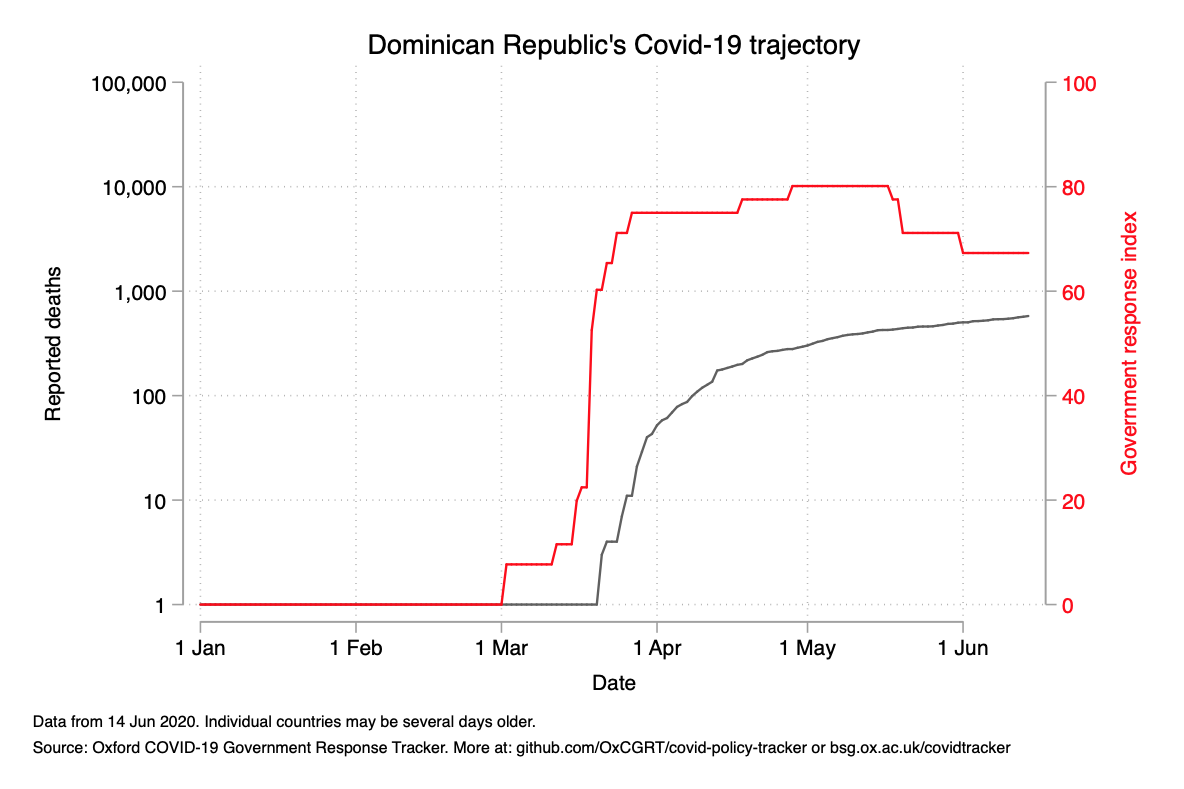 Dominican Republic's Covid-19 trajectory
100,000
10,000
1,000
100
10
1
Reported deaths
100
80
60
40
20
0
Government response index
1 Jan 1 Feb 1 Mar 1 Apr 1 May 1 Jun
Date
Data from 14 Jun 2020. Individual countries may be several days older.
Source: Oxford COVID-19 Government Response Tracker. More at: github.com/OxCGRT/covid-policy-tracker or bsg.ox.ac.uk/covidtracker